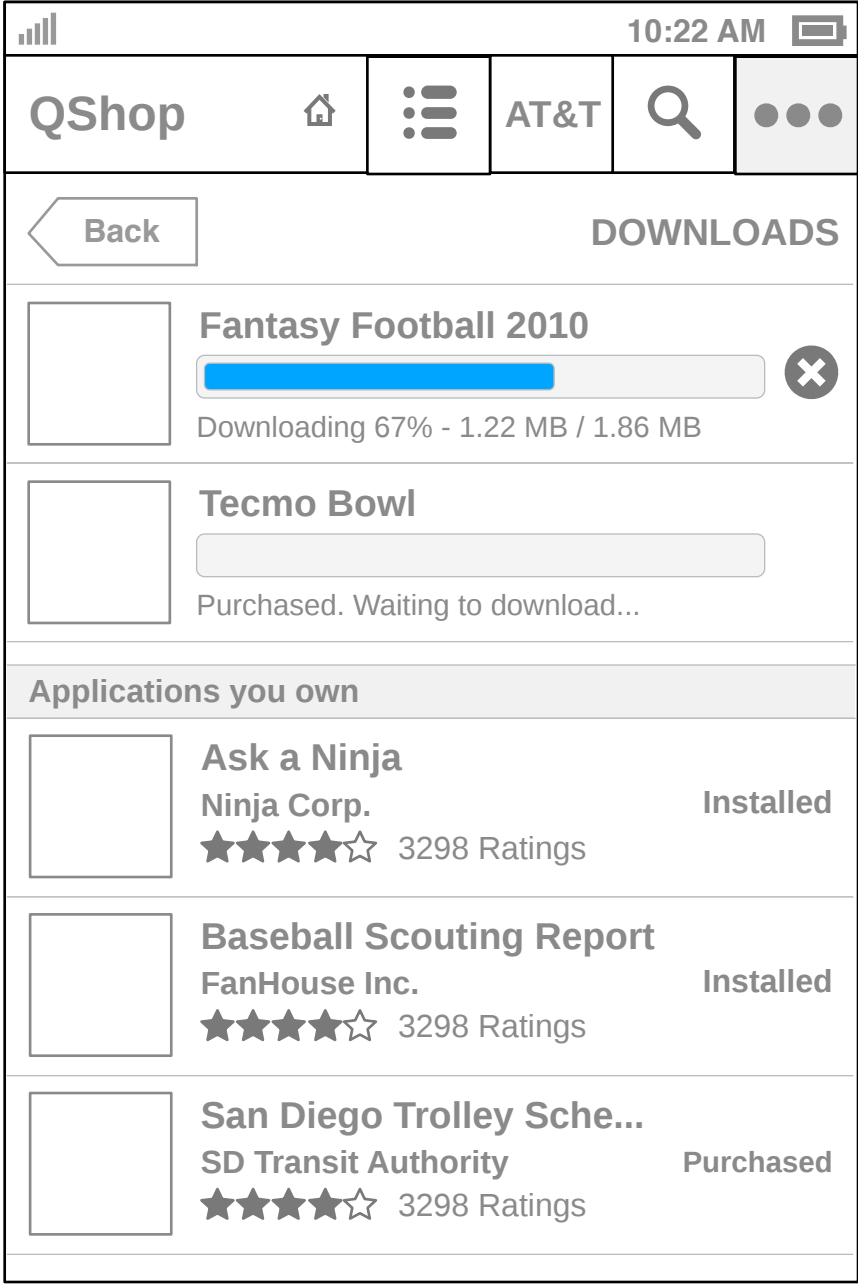 10:22 AM
QShop
AT&T
Back
DOWNLOADS
Fantasy Football 2010
Downloading 67% - 1.22 MB / 1.86 MB
Tecmo Bowl
Purchased. Waiting to download...
Applications you own
Ask a Ninja
Ninja Corp.
Installed
3298 Ratings
Baseball Scouting Report
FanHouse Inc.
Installed
3298 Ratings
San Diego Trolley Sche...
SD Transit Authority
Purchased
3298 Ratings